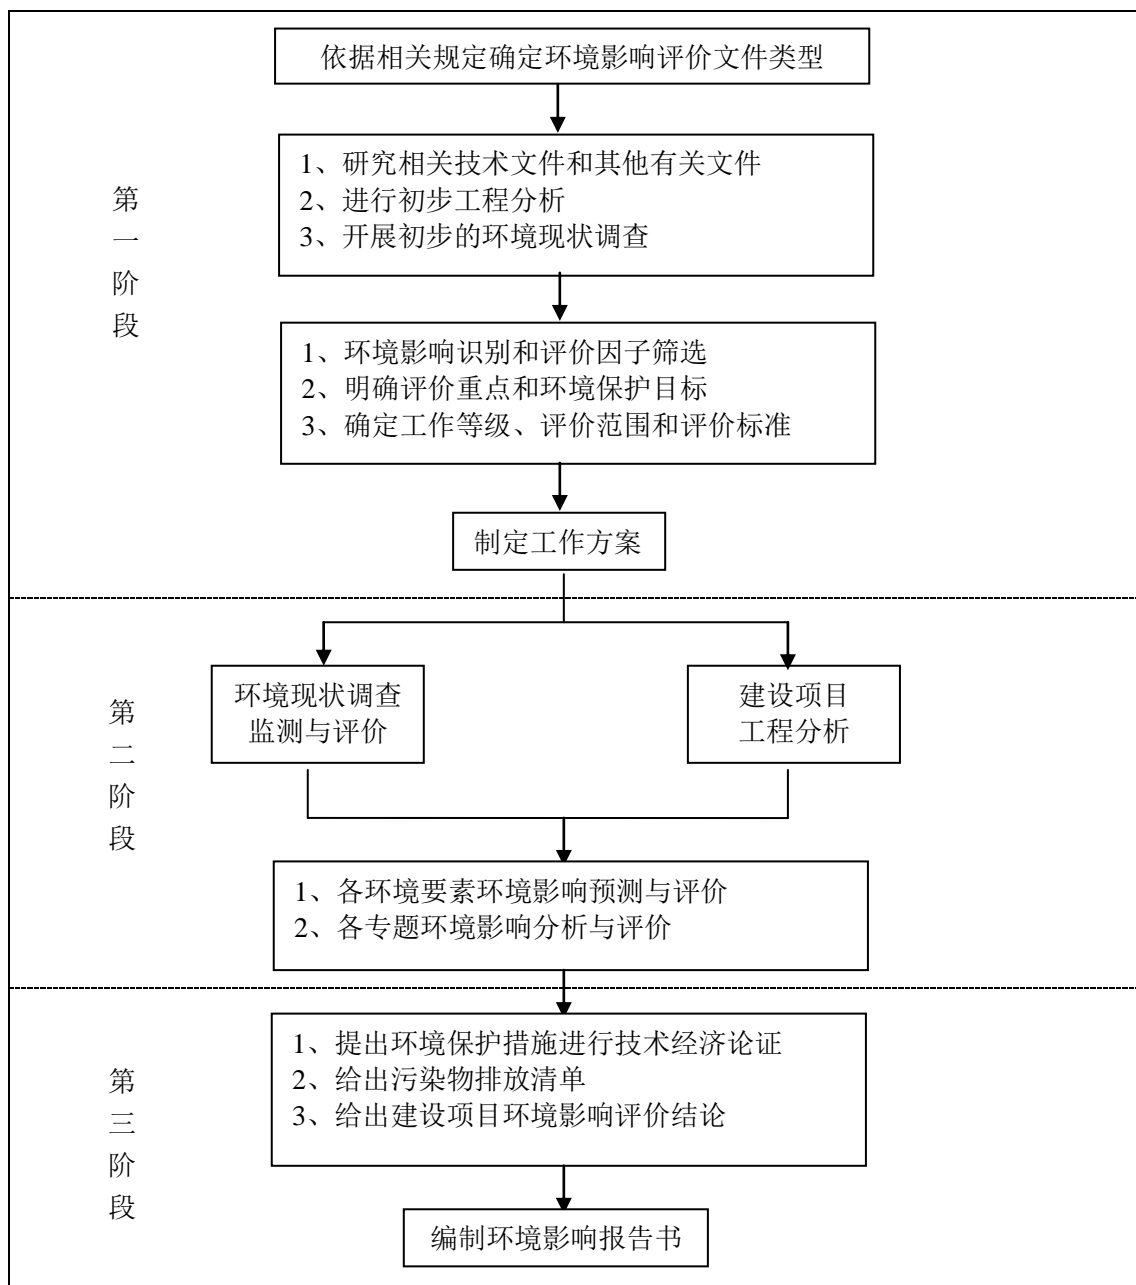 依据相关规定确定环境影响评价文件类型
1、研究相关技术文件和其他有关文件
2、进行初步工程分析
3、开展初步的环境现状调查
第一阶段
1、环境影响识别和评价因子筛选
2、明确评价重点和环境保护目标
3、确定工作等级、评价范围和评价标准
制定工作方案
环境现状调查
监测与评价
建设项目
工程分析
第二阶段
1、各环境要素环境影响预测与评价
2、各专题环境影响分析与评价
1、提出环境保护措施进行技术经济论证
2、给出污染物排放清单
3、给出建设项目环境影响评价结论
第三阶段
编制环境影响报告书